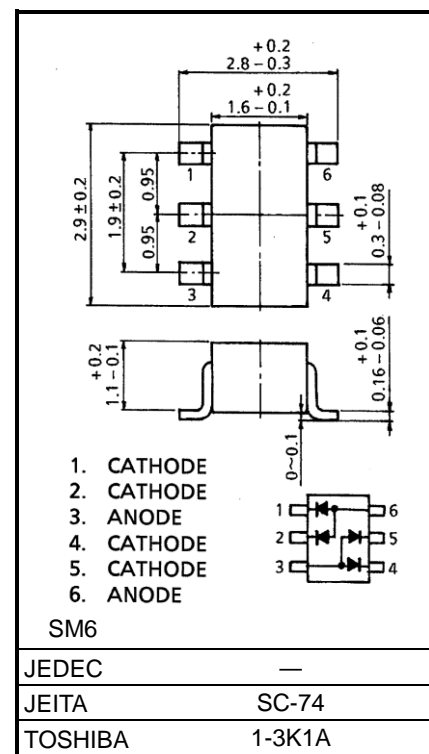 +0.2
2.8 – 0.3
+0.2
1.6 – 0.1
2.9 ± 0.2
1.9 ± 0.2
0.95
0.95
1
2
3
6
5
4
+0.1
0.3 – 0.08
+0.2
1.1 – 0.1
+0.1
0.16 – 0.06
0~0.1
1. CATHODE
2. CATHODE
3. ANODE
4. CATHODE
5. CATHODE
6. ANODE
1
2
3
6
5
4
SM6
JEDEC —
JEITA SC-74
TOSHIBA 1-3K1A